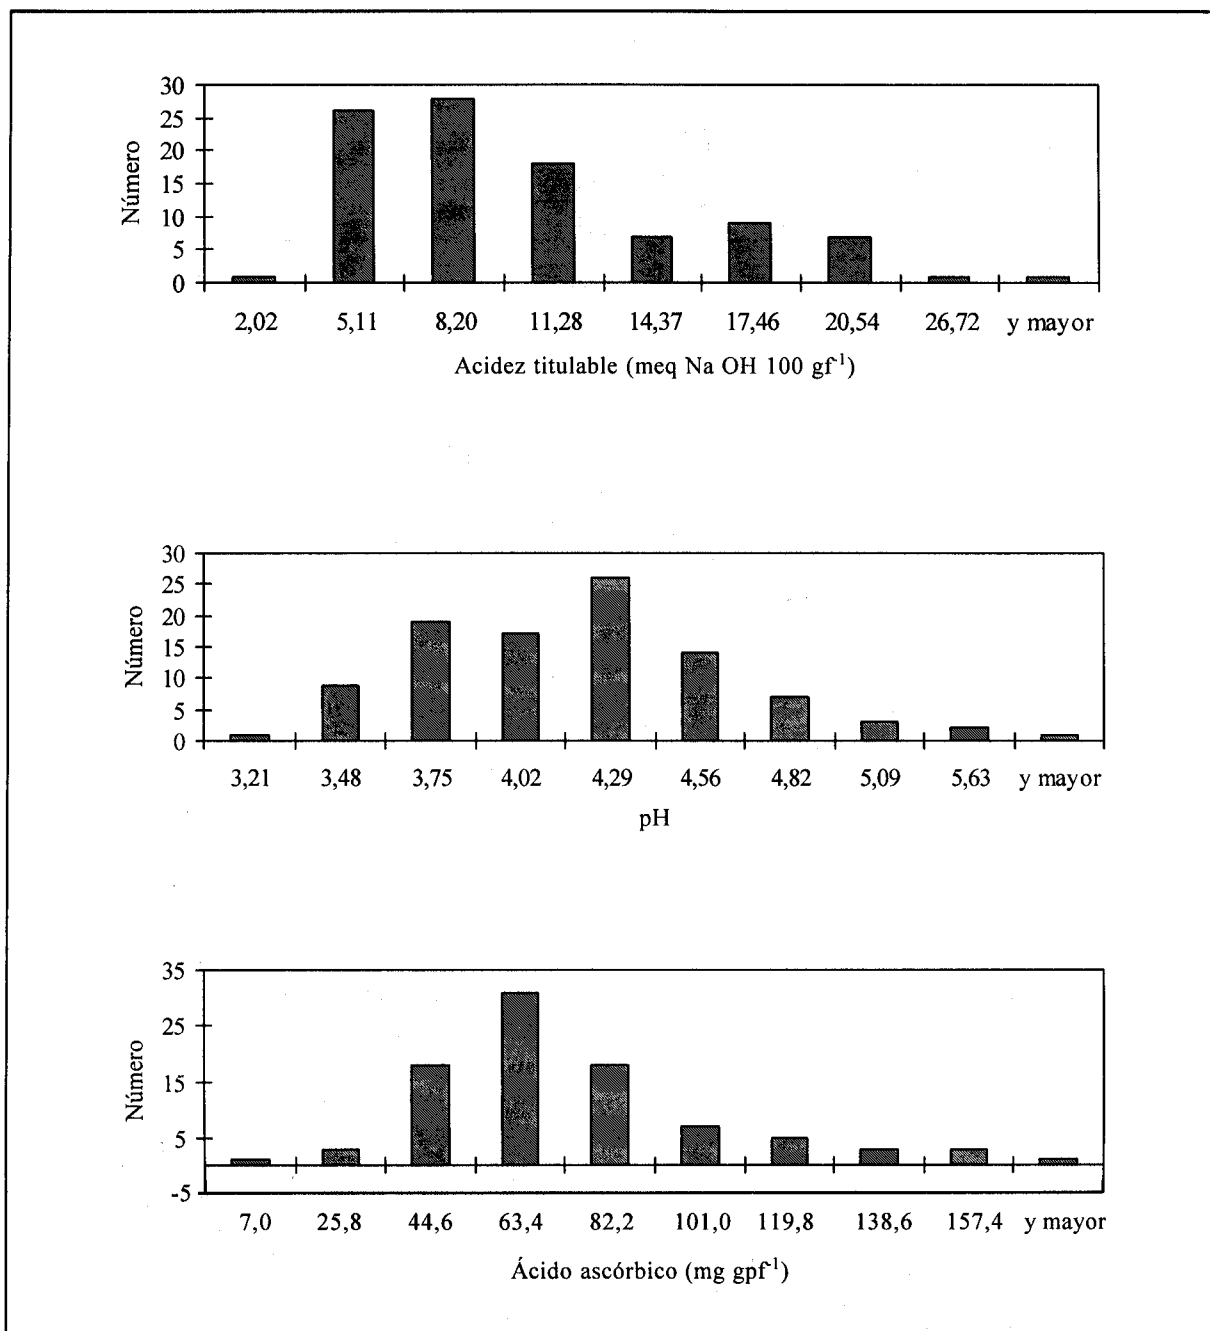 30
25
20
15
10
5
0
Número
2,02 5,11 8,20 11,28 14,37 17,46 20,54 26,72 y mayor
Acidez titulable (meq Na OH 100 gf⁻¹)
30
25
20
15
10
5
0
Número
3,21 3,48 3,75 4,02 4,29 4,56 4,82 5,09 5,63 y mayor
pH
35
25
15
5
-5
Número
7,0 25,8 44,6 63,4 82,2 101,0 119,8 138,6 157,4 y mayor
Ácido ascórbico (mg gpf⁻¹)